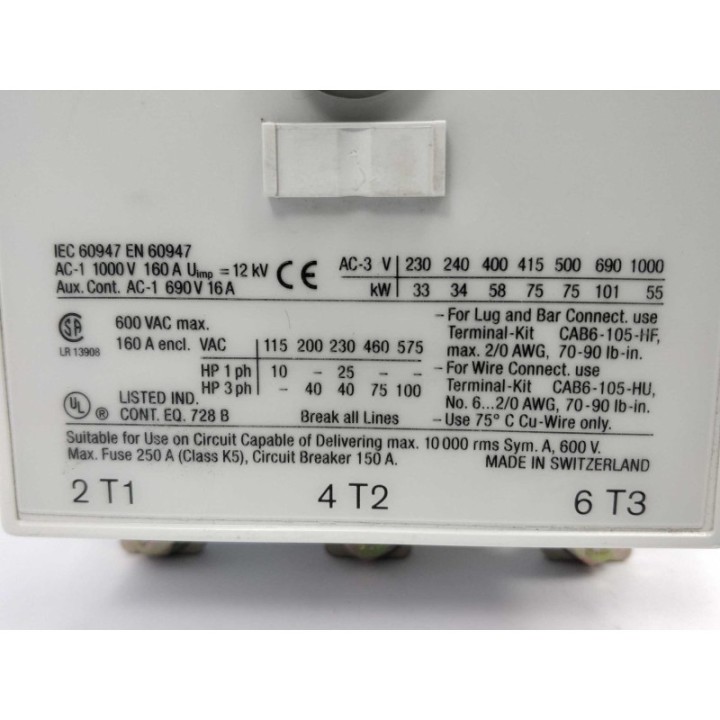 IEC 60947 EN 60947
AC-1 1000 V 160 A Uimp = 12 kV CE
Aux. Cont. AC-1 690 V 16 A
AC-3 V 230 240 400 415 500 690 1000
kW 33 34 58 75 75 101 55
SA
LR 13908
600 VAC max.
160 A encl. VAC 115 200 230 460 575
HP 1 ph 10 – 25 – –
HP 3 ph – 40 40 75 100
UL ®
LISTED IND.
CONT. EQ. 728 B
Break all Lines
– For Lug and Bar Connect. use
Terminal-Kit CAB6-105-HF,
max. 2/0 AWG, 70-90 lb-in.
– For Wire Connect. use
Terminal-Kit CAB6-105-HU,
No. 6...2/0 AWG, 70-90 lb-in.
– Use 75° C Cu-Wire only.
Suitable for Use on Circuit Capable of Delivering max. 10 000 rms Sym. A, 600 V.
Max. Fuse 250 A (Class K5), Circuit Breaker 150 A.
MADE IN SWITZERLAND
2 T1 4 T2 6 T3